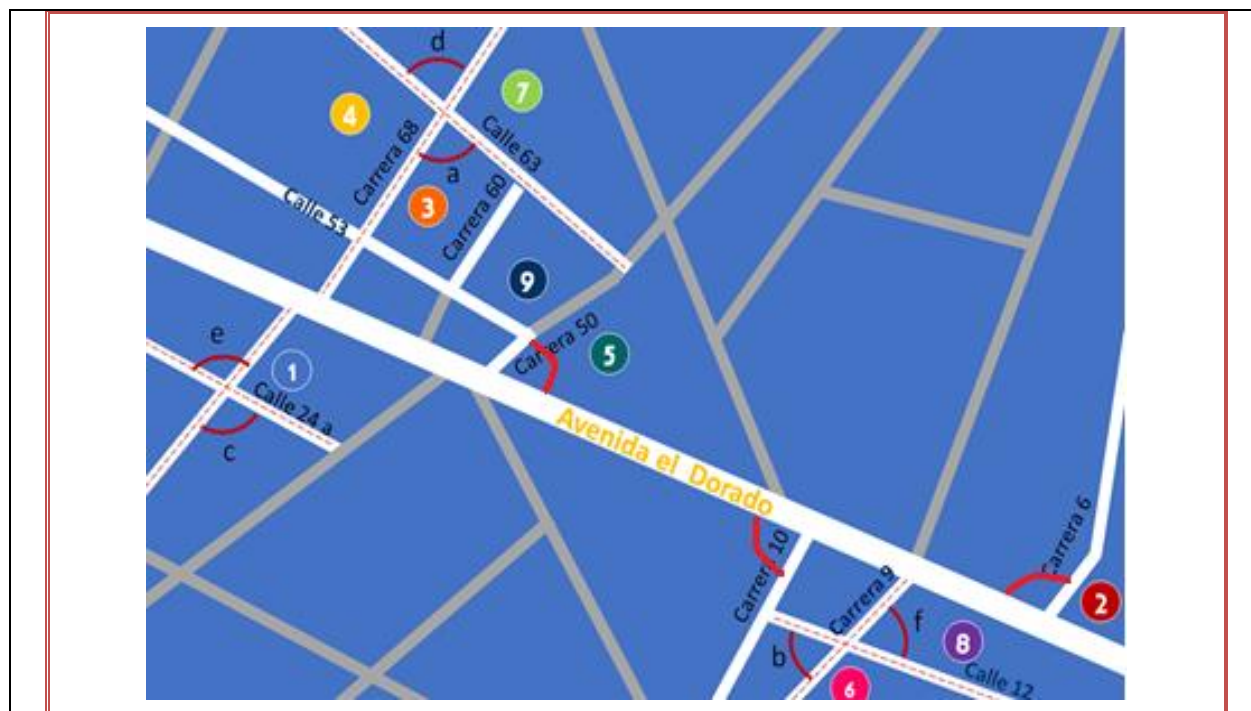 d
7
4
Calle 63
Carrera 68
a
3
Carrera 60
Calle 53
9
Carrera 50
5
e
1
Calle 24 a
c
Avenida el Dorado
Carrera 10
Carrera 9
Carrera 6
2
f
8
b
Calle 12
6